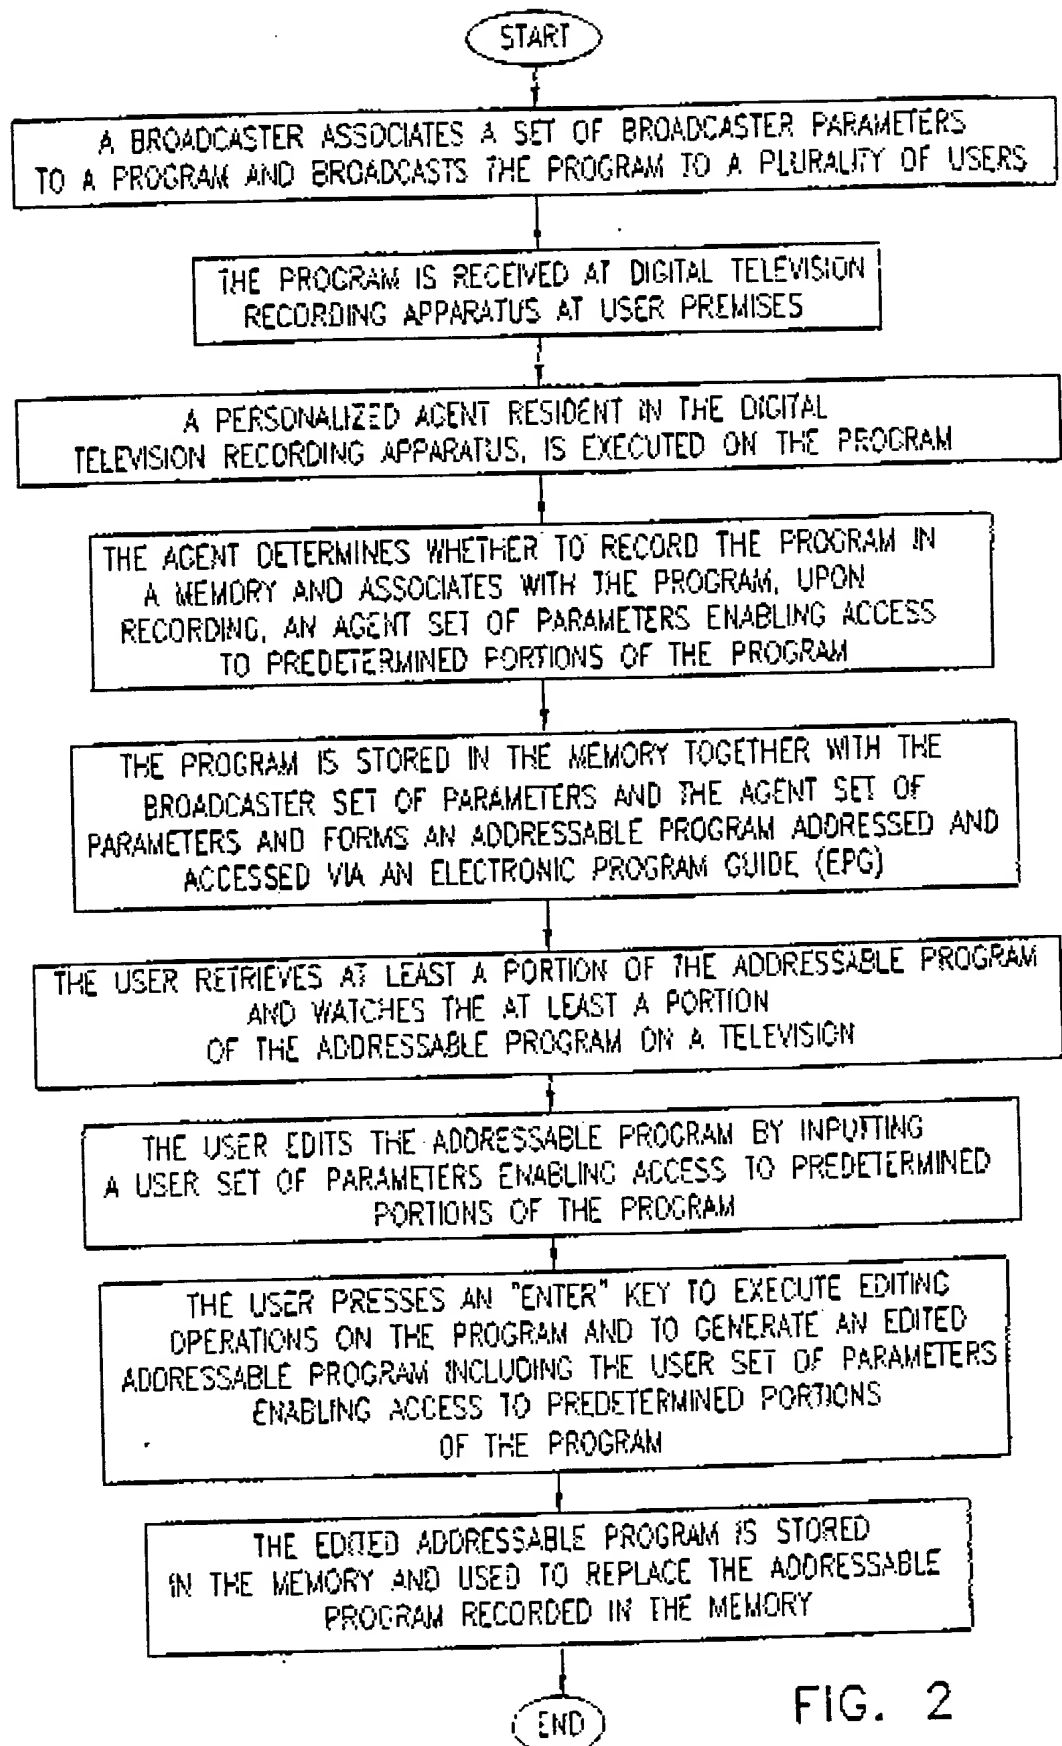 START
A BROADCASTER ASSOCIATES A SET OF BROADCASTER PARAMETERS
TO A PROGRAM AND BROADCASTS THE PROGRAM TO A PLURALITY OF USERS
THE PROGRAM IS RECEIVED AT DIGITAL TELEVISION
RECORDING APPARATUS AT USER PREMISES
A PERSONALIZED AGENT RESIDENT IN THE DIGITAL
TELEVISION RECORDING APPARATUS, IS EXECUTED ON THE PROGRAM
THE AGENT DETERMINES WHETHER TO RECORD THE PROGRAM IN
A MEMORY AND ASSOCIATES WITH THE PROGRAM, UPON
RECORDING, AN AGENT SET OF PARAMETERS ENABLING ACCESS
TO PREDETERMINED PORTIONS OF THE PROGRAM
THE PROGRAM IS STORED IN THE MEMORY TOGETHER WITH THE
BROADCASTER SET OF PARAMETERS AND THE AGENT SET OF
PARAMETERS AND FORMS AN ADDRESSABLE PROGRAM ADDRESSED AND
ACCESSED VIA AN ELECTRONIC PROGRAM GUIDE (EPG)
THE USER RETRIEVES AT LEAST A PORTION OF THE ADDRESSABLE PROGRAM
AND WATCHES THE AT LEAST A PORTION
OF THE ADDRESSABLE PROGRAM ON A TELEVISION
THE USER EDITS THE ADDRESSABLE PROGRAM BY INPUTTING
A USER SET OF PARAMETERS ENABLING ACCESS TO PREDETERMINED
PORTIONS OF THE PROGRAM
THE USER PRESSES AN "ENTER" KEY TO EXECUTE EDITING
OPERATIONS ON THE PROGRAM AND TO GENERATE AN EDITED
ADDRESSABLE PROGRAM INCLUDING THE USER SET OF PARAMETERS
ENABLING ACCESS TO PREDETERMINED PORTIONS
OF THE PROGRAM
THE EDITED ADDRESSABLE PROGRAM IS STORED
IN THE MEMORY AND USED TO REPLACE THE ADDRESSABLE
PROGRAM RECORDED IN THE MEMORY
END
FIG. 2